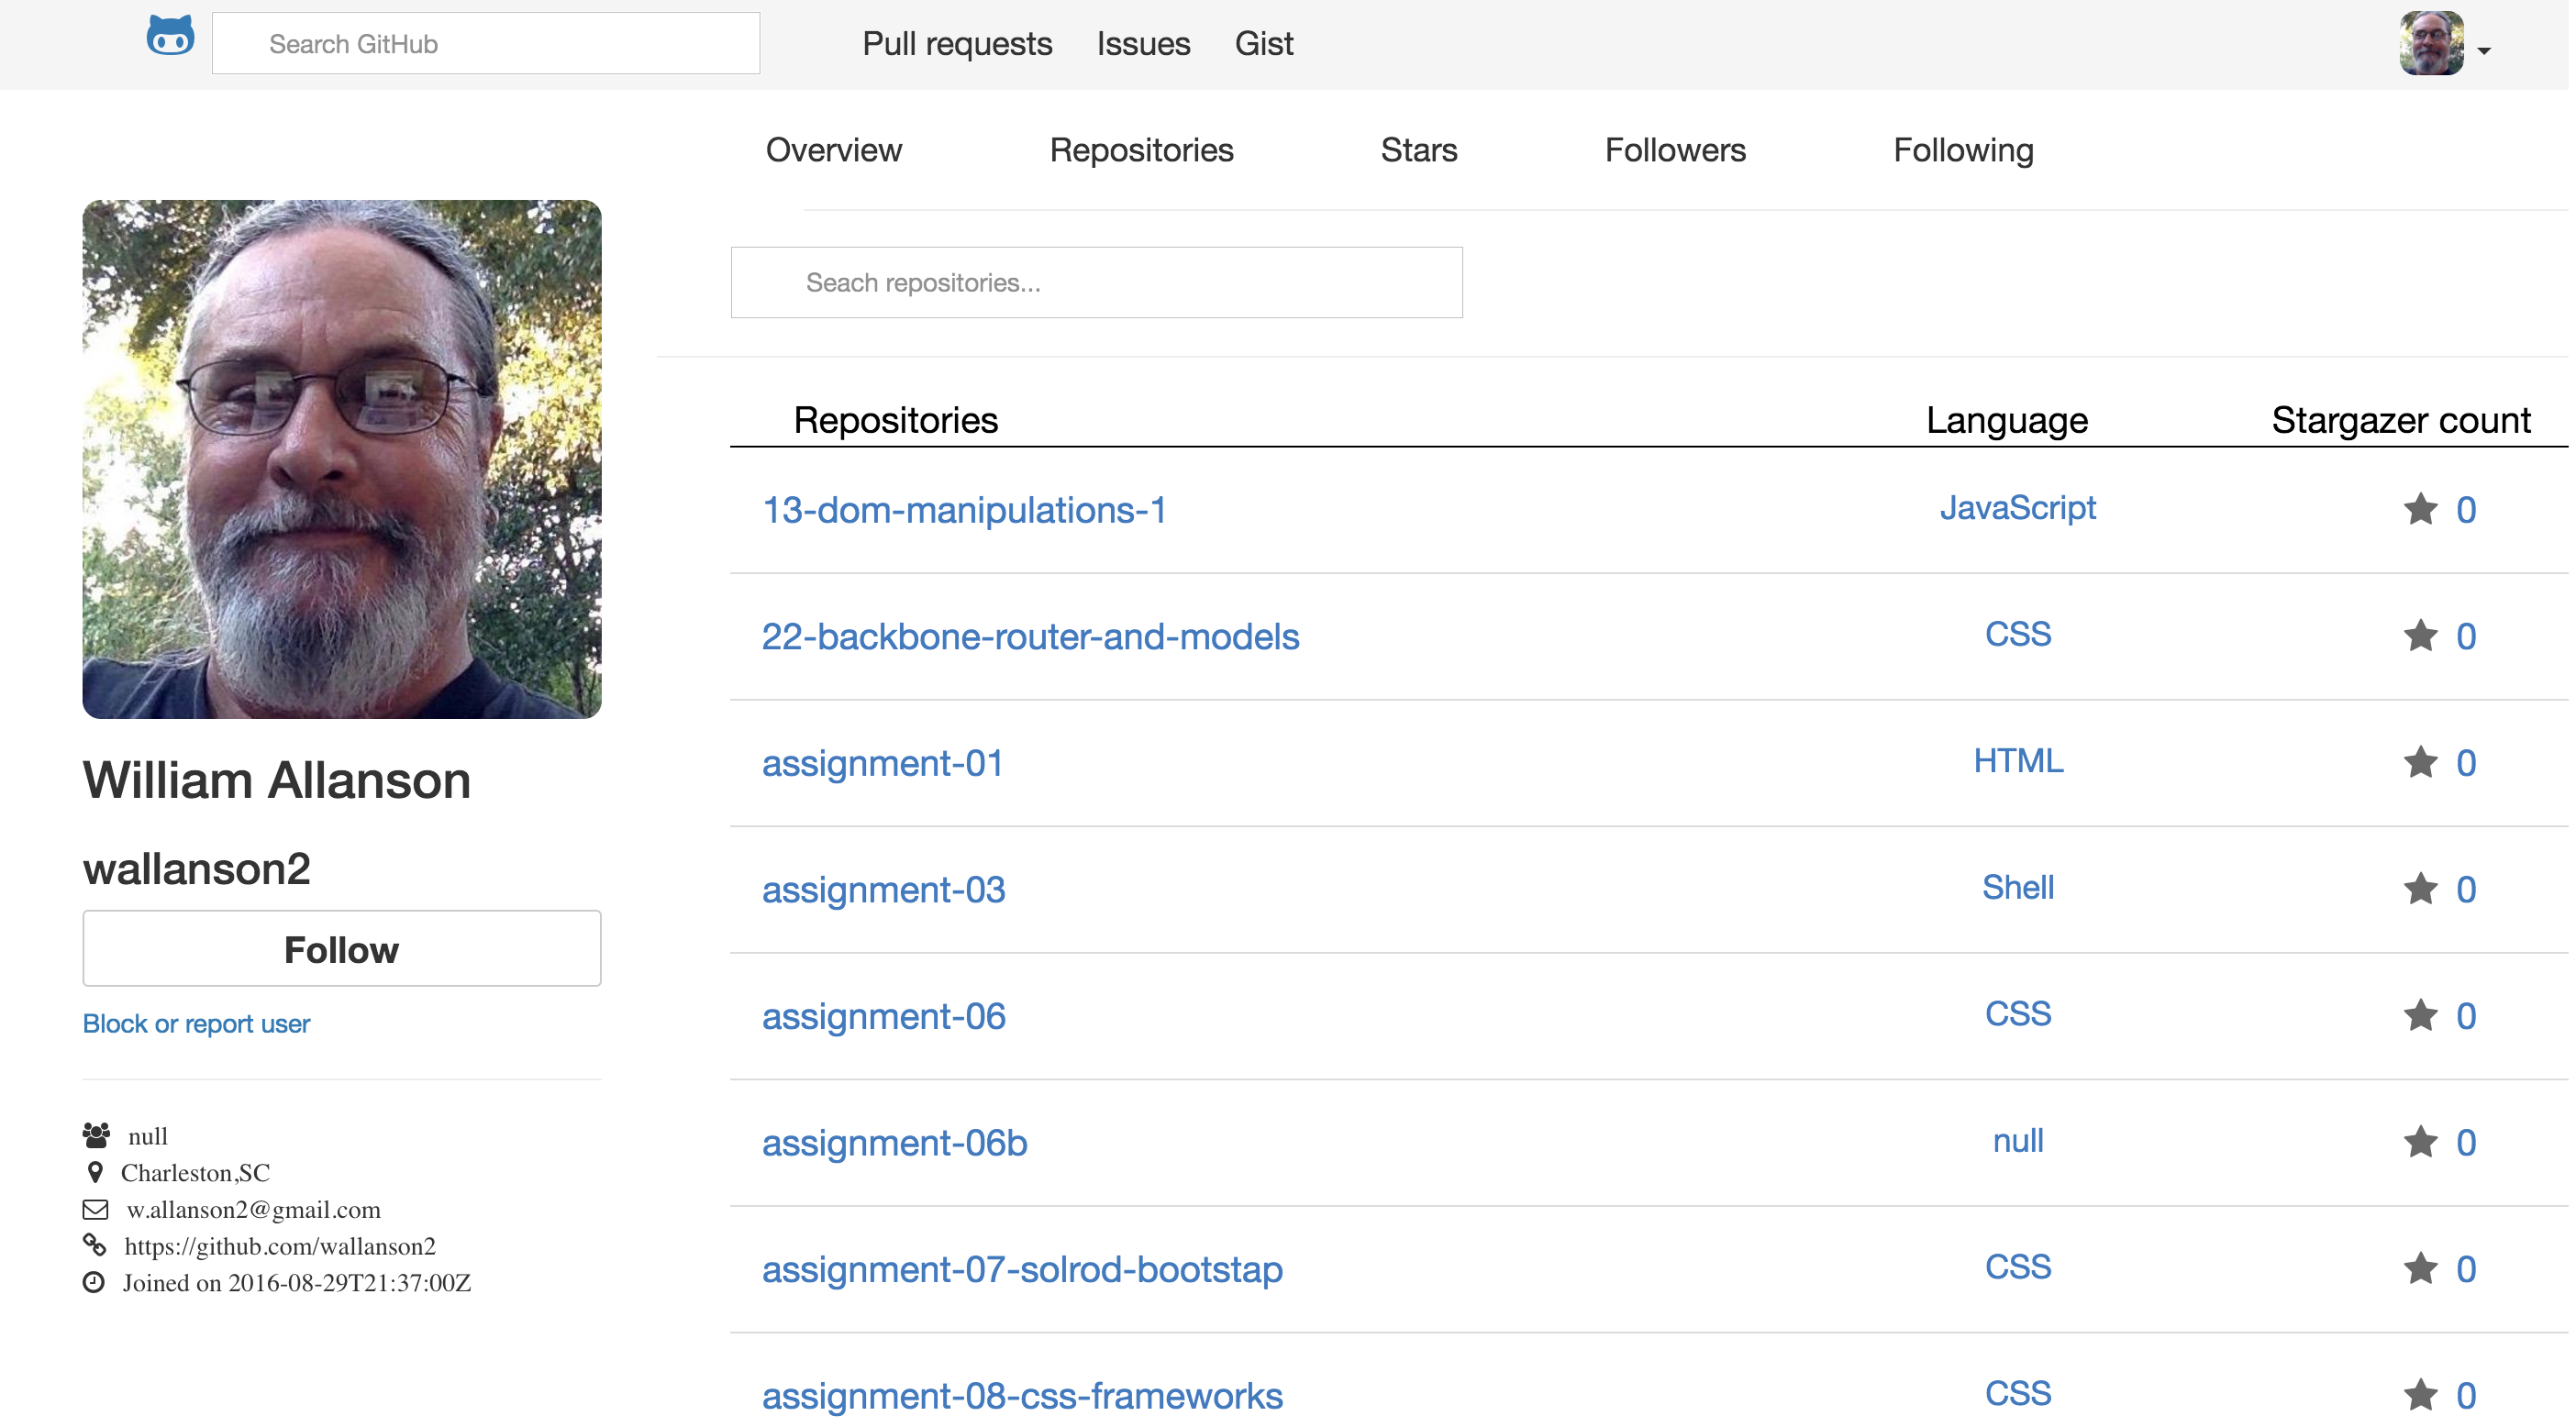 Search GitHub
Pull requests Issues Gist
Overview Repositories Stars Followers Following
Seach repositories...
William Allanson
wallanson2
Follow
Block or report user
null
Charleston,SC
w.allanson2@gmail.com
https://github.com/wallanson2
Joined on 2016-08-29T21:37:00Z
Repositories Language Stargazer count
13-dom-manipulations-1 JavaScript 0
22-backbone-router-and-models CSS 0
assignment-01 HTML 0
assignment-03 Shell 0
assignment-06 CSS 0
assignment-06b null 0
assignment-07-solrod-bootstap CSS 0
assignment-08-css-frameworks CSS 0